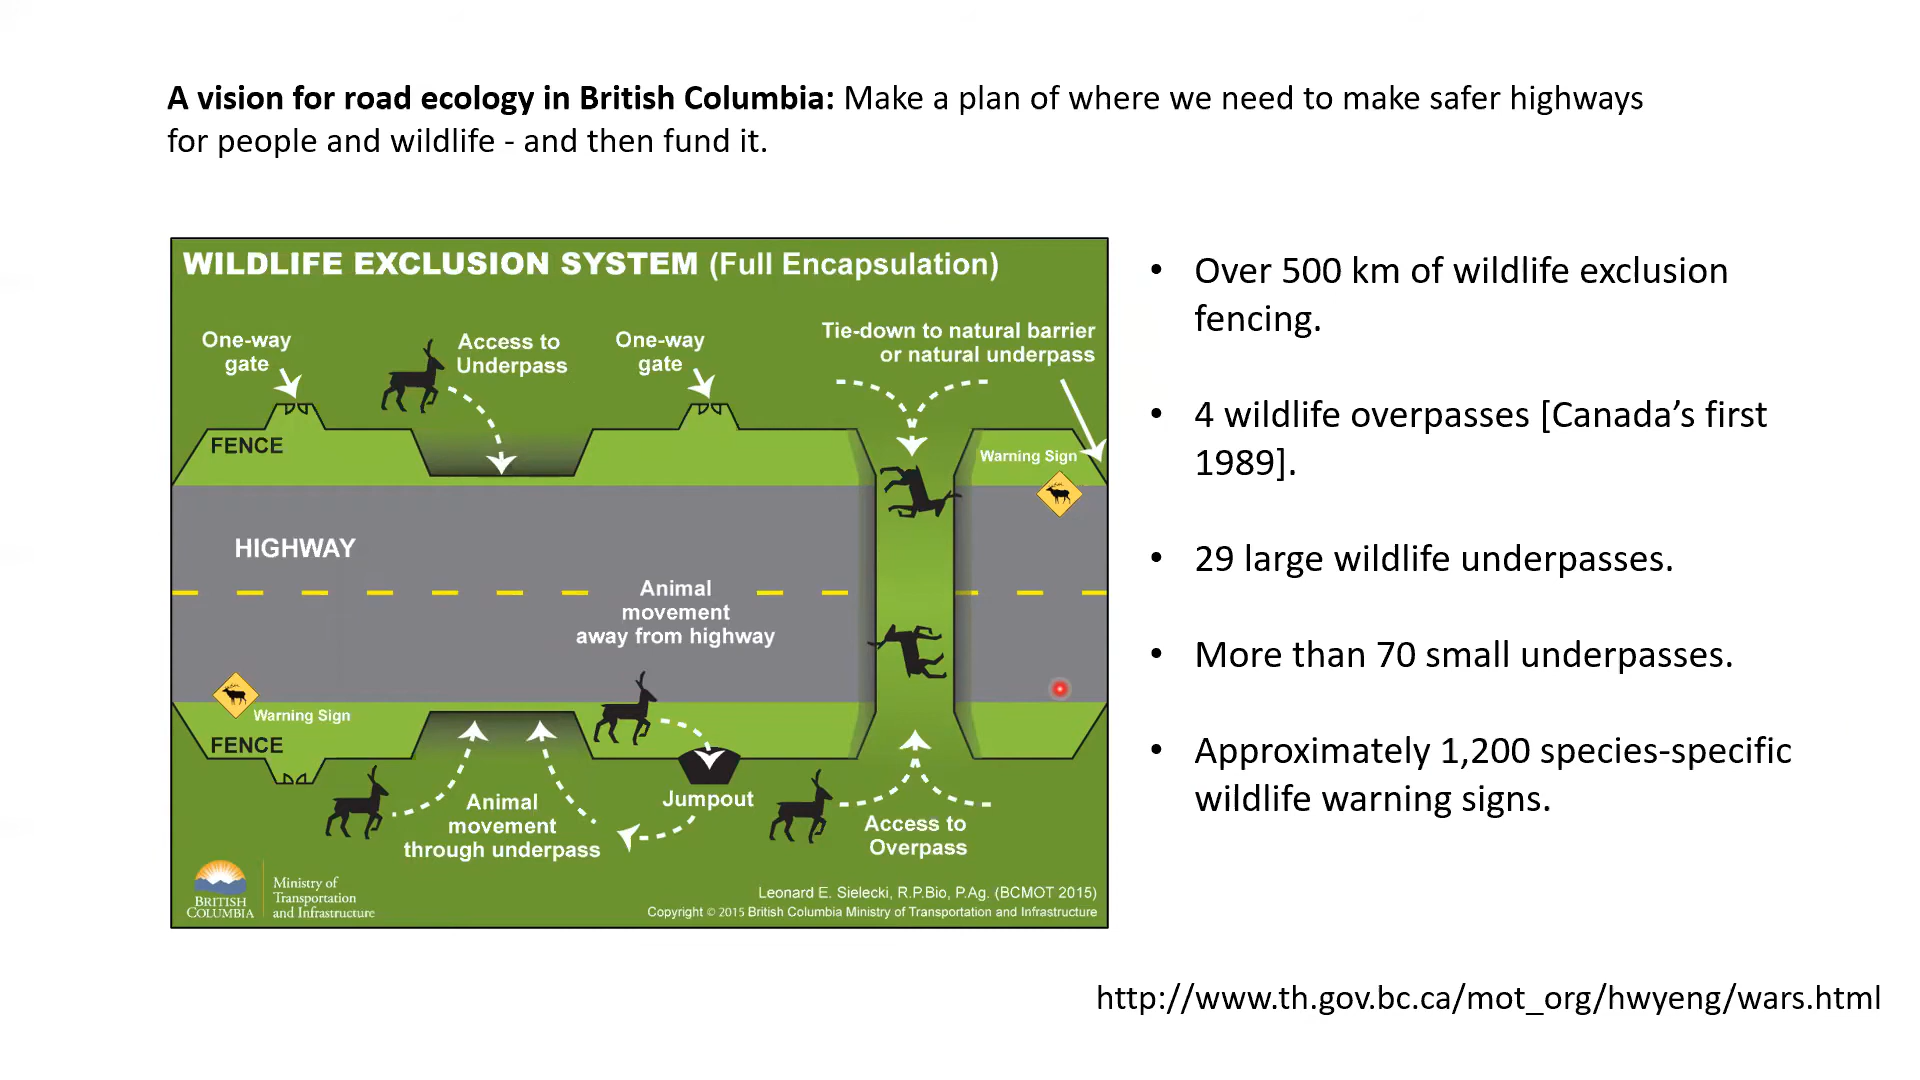 A vision for road ecology in British Columbia: Make a plan of where we need to make safer highways
for people and wildlife - and then fund it.
WILDLIFE EXCLUSION SYSTEM (Full Encapsulation)
One-way
gate
Access to
Underpass
One-way
gate
Tie-down to natural barrier
or natural underpass
FENCE
Warning Sign
HIGHWAY
Animal
movement
away from highway
Warning Sign
FENCE
Animal
movement
through underpass
Jumpout
Access to
Overpass
BRITISH
COLUMBIA
Ministry of
Transportation
and Infrastructure
Leonard E. Sielecki, R.P.Bio, P.Ag. (BCMOT 2015)
Copyright © 2015 British Columbia Ministry of Transportation and Infrastructure
• Over 500 km of wildlife exclusion
fencing.
• 4 wildlife overpasses [Canada’s first
1989].
• 29 large wildlife underpasses.
• More than 70 small underpasses.
• Approximately 1,200 species-specific
wildlife warning signs.
http://www.th.gov.bc.ca/mot_org/hwyeng/wars.html